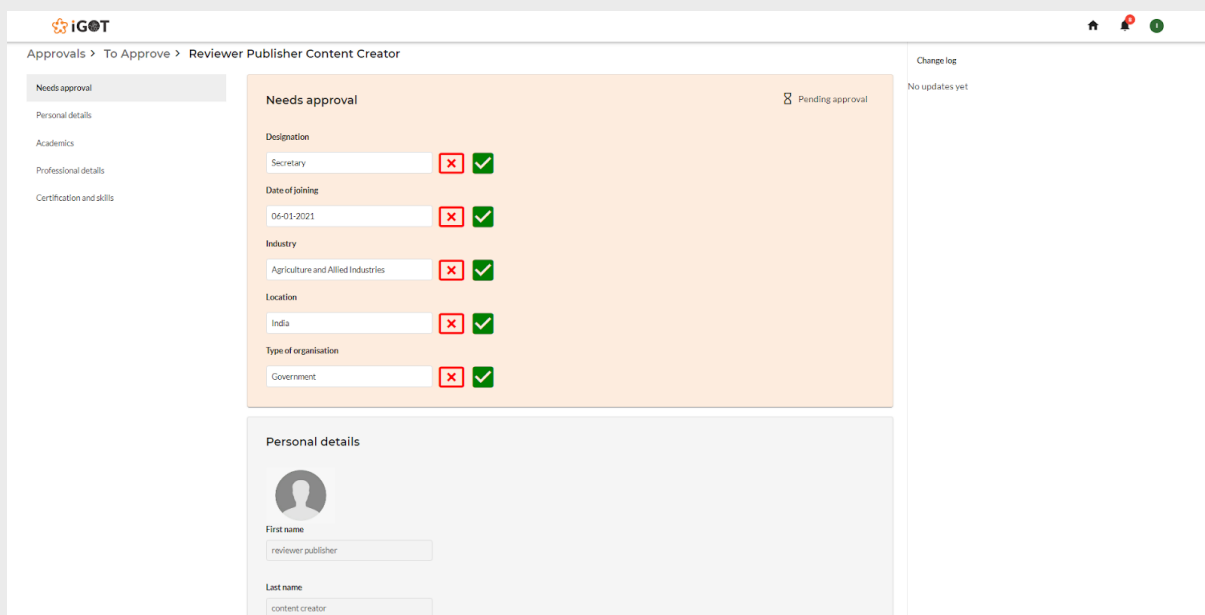 iGOT
Approvals > To Approve > Reviewer Publisher Content Creator
Needs approval
Personal details
Academics
Professional details
Certification and skills
Needs approval
Pending approval
Designation
Secretary
Date of joining
06-01-2021
Industry
Agriculture and Allied Industries
Location
India
Type of organisation
Government
Personal details
First name
reviewer publisher
Last name
content creator
Change log
No updates yet